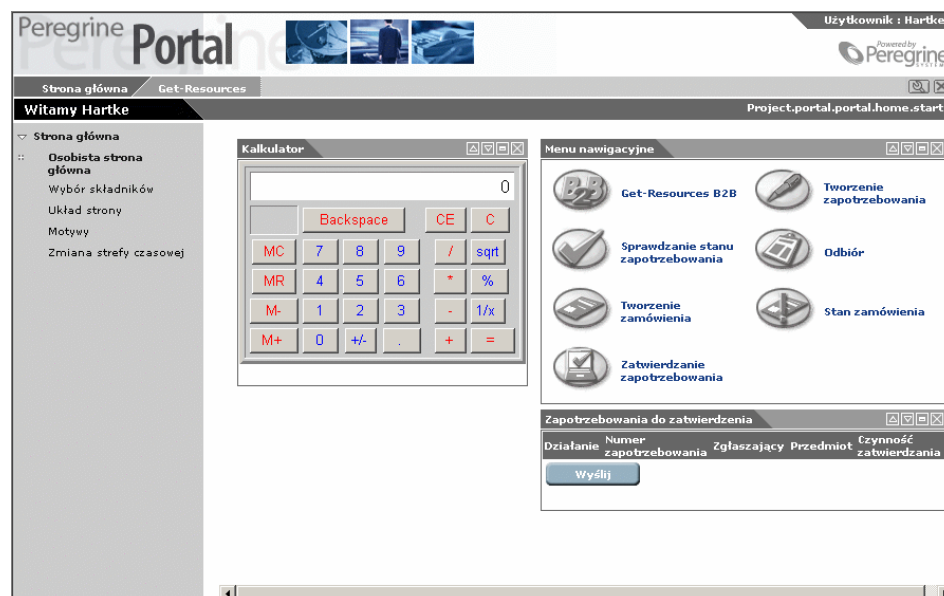 Peregrine Portal
Użytkownik : Hartke
Powered by
Peregrine
SYSTEMS
Strona główna
Get-Resources
Witamy Hartke
Project.portal.portal.home.start
Strona główna
Osobista strona
główna
Wybór składników
Układ strony
Motywy
Zmiana strefy czasowej
Kalkulator
0
Backspace CE C
MC 7 8 9 / sqrt
MR 4 5 6 * %
M- 1 2 3 - 1/x
M+ 0 +/- . + =
Menu nawigacyjne
B2B
Get-Resources B2B
Tworzenie
zapotrzebowania
Sprawdzanie stanu
zapotrzebowania
Odbiór
Tworzenie
zamówienia
Stan zamówienia
Zatwierdzanie
zapotrzebowania
Zapotrzebowania do zatwierdzenia
Działanie
Numer
zapotrzebowania
Zgłaszający
Przedmiot
Czynność
zatwierdzania
Wyślij